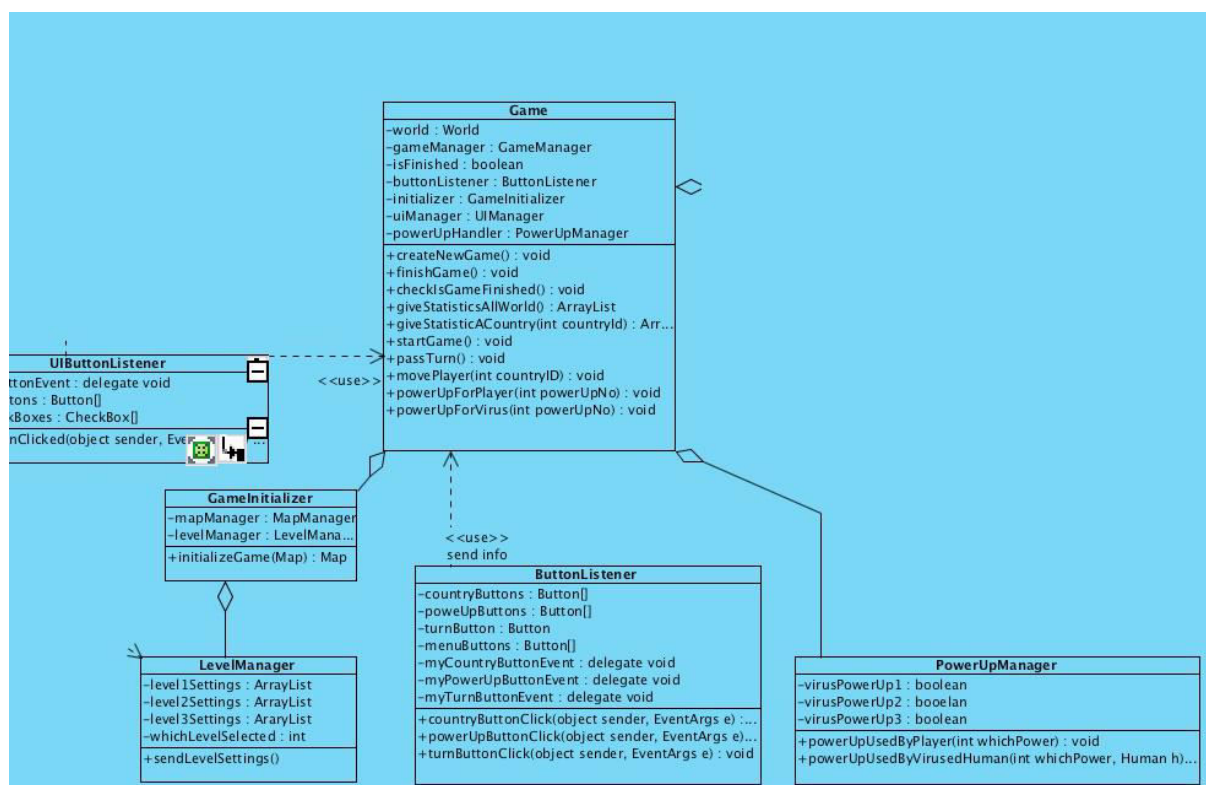 Game
-world : World
-gameManager : GameManager
-isFinished : boolean
-buttonListener : ButtonListener
-initializer : GameInitializer
-uiManager : UIManager
-powerUpHandler : PowerUpManager
+createNewGame() : void
+finishGame() : void
+checkIsGameFinished() : void
+giveStatisticsAllWorld() : ArrayList
+giveStatisticACountry(int countryId) : Arr...
+startGame() : void
+passTurn() : void
+movePlayer(int countryID) : void
+powerUpForPlayer(int powerUpNo) : void
+powerUpForVirus(int powerUpNo) : void
UIButtonListener
ttonEvent : delegate void
tons : Button[]
kBoxes : CheckBox[]
nClicked(object sender, Eve ...
<<use>>
GameInitializer
-mapManager : MapManager
-levelManager : LevelMana...
+initializeGame(Map) : Map
<<use>>
send info
ButtonListener
-countryButtons : Button[]
-poweUpButtons : Button[]
-turnButton : Button
-menuButtons : Button[]
-myCountryButtonEvent : delegate void
-myPowerUpButtonEvent : delegate void
-myTurnButtonEvent : delegate void
+countryButtonClick(object sender, EventArgs e) :...
+powerUpButtonClick(object sender, EventArgs e)...
+turnButtonClick(object sender, EventArgs e) : void
LevelManager
-level1Settings : ArrayList
-level2Settings : ArrayList
-level3Settings : AraryList
-whichLevelSelected : int
+sendLevelSettings()
PowerUpManager
-virusPowerUp1 : boolean
-virusPowerUp2 : booelan
-virusPowerUp3 : boolean
+powerUpUsedByPlayer(int whichPower) : void
+powerUpUsedByVirusedHuman(int whichPower, Human h)...